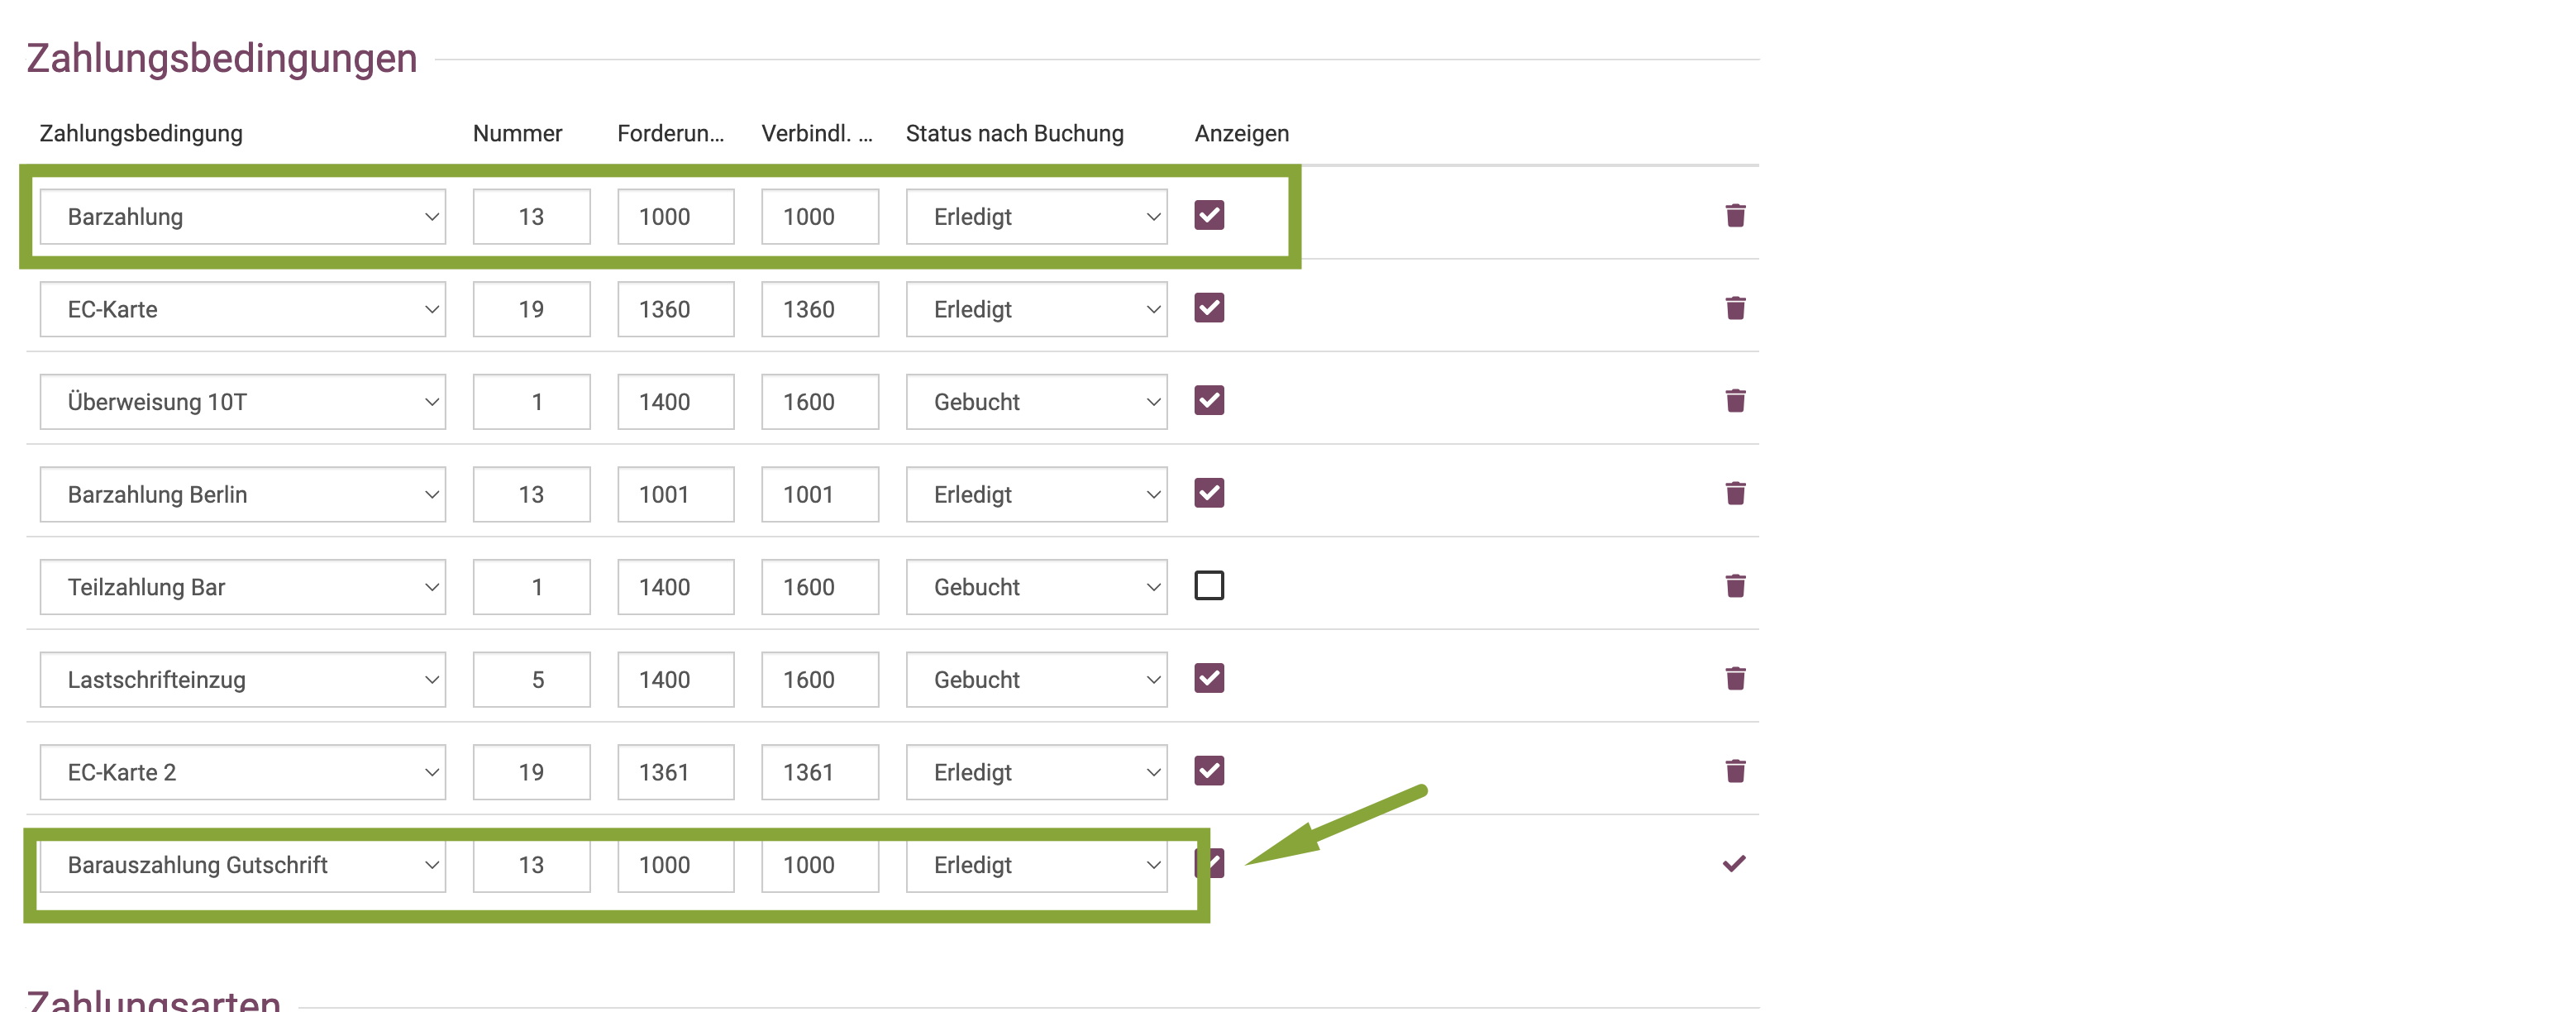 Zahlungsbedingungen
Zahlungsbedingung Nummer Forderun... Verbindl. ... Status nach Buchung Anzeigen
Barzahlung 13 1000 1000 Erledigt
EC-Karte 19 1360 1360 Erledigt
Überweisung 10T 1 1400 1600 Gebucht
Barzahlung Berlin 13 1001 1001 Erledigt
Teilzahlung Bar 1 1400 1600 Gebucht
Lastschrifteinzug 5 1400 1600 Gebucht
EC-Karte 2 19 1361 1361 Erledigt
Barauszahlung Gutschrift 13 1000 1000 Erledigt
Zahlungsarten